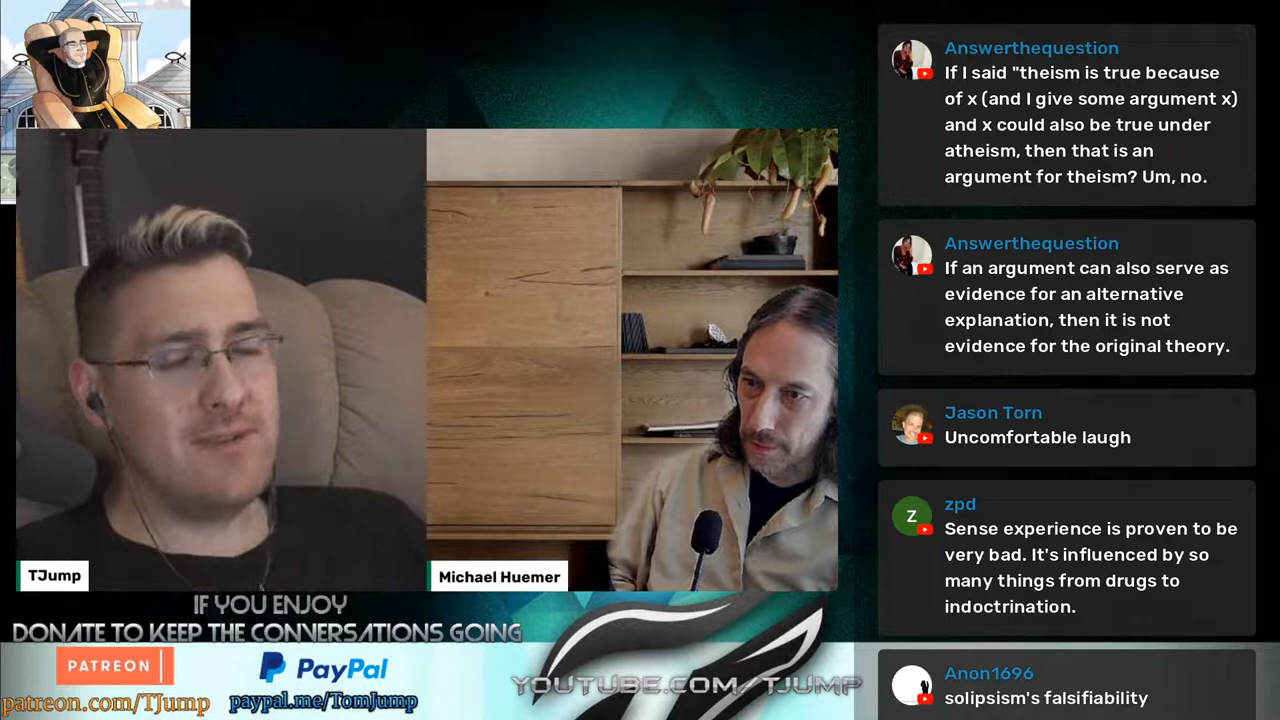 Answerthequestion
If I said "theism is true because
of x (and I give some argument x)
and x could also be true under
atheism, then that is an
argument for theism? Um, no.
Answerthequestion
If an argument can also serve as
evidence for an alternative
explanation, then it is not
evidence for the original theory.
Jason Torn
Uncomfortable laugh
Z
zpd
Sense experience is proven to be
very bad. It's influenced by so
many things from drugs to
indoctrination.
Anon1696
solipsism's falsifiability
TJump
Michael Huemer
IF YOU ENJOY
DONATE TO KEEP THE CONVERSATIONS GOING
PATREON
PayPal
patreon.com/TJump
paypal.me/TomJump
YOUTUBE.COM/TJUMP